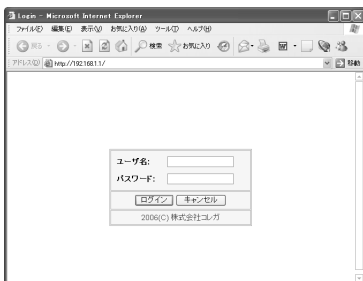 Login - Microsoft Internet Explorer
ファイル(F) 編集(E) 表示(V) お気に入り(A) ツール(T) ヘルプ(H)
戻る 検索 お気に入り
アドレス(D) http://192.168.1.1/ 移動
ユーザ名:
パスワード:
ログイン キャンセル
2006(C) 株式会社コレガ